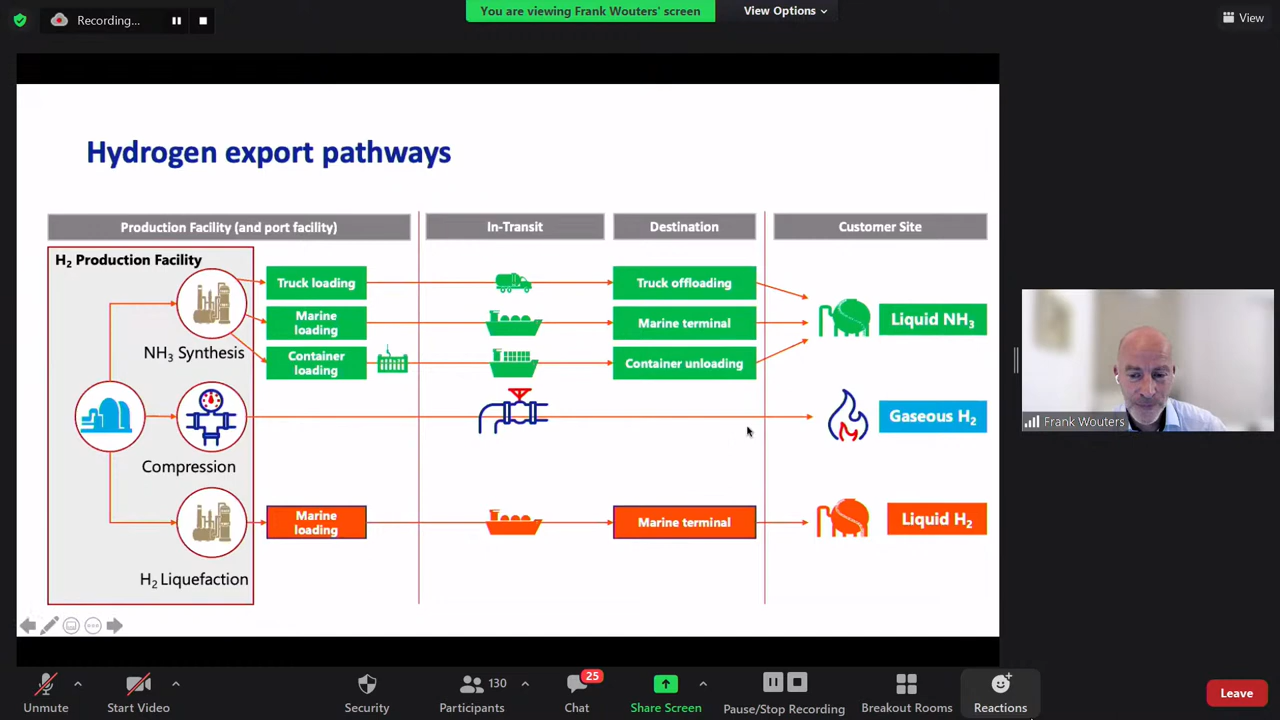 Recording...
You are viewing Frank Wouters' screen
View Options
View
Hydrogen export pathways
Production Facility (and port facility)
In-Transit
Destination
Customer Site
H₂ Production Facility
Truck loading
Truck offloading
Marine
loading
Marine terminal
Liquid NH₃
NH₃ Synthesis
Container
loading
Container unloading
Gaseous H₂
Compression
Marine
loading
Marine terminal
Liquid H₂
H₂ Liquefaction
Frank Wouters
Unmute
Start Video
Security
130
Participants
25
Chat
Share Screen
Pause/Stop Recording
Breakout Rooms
Reactions
Leave